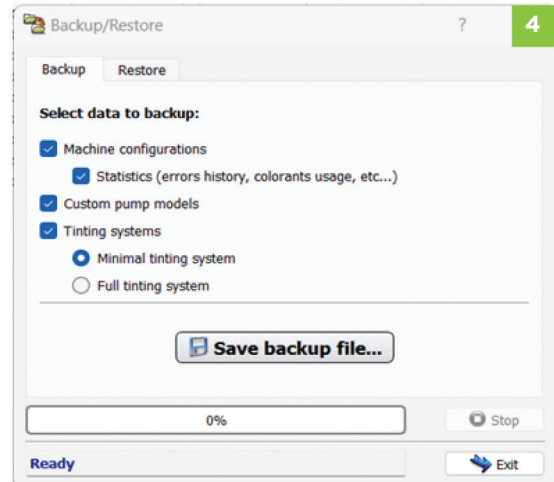 Backup/Restore ? 4
Backup Restore
Select data to backup:
Machine configurations
Statistics (errors history, colorants usage, etc...)
Custom pump models
Tinting systems
Minimal tinting system
Full tinting system
Save backup file...
0% Stop
Ready Exit